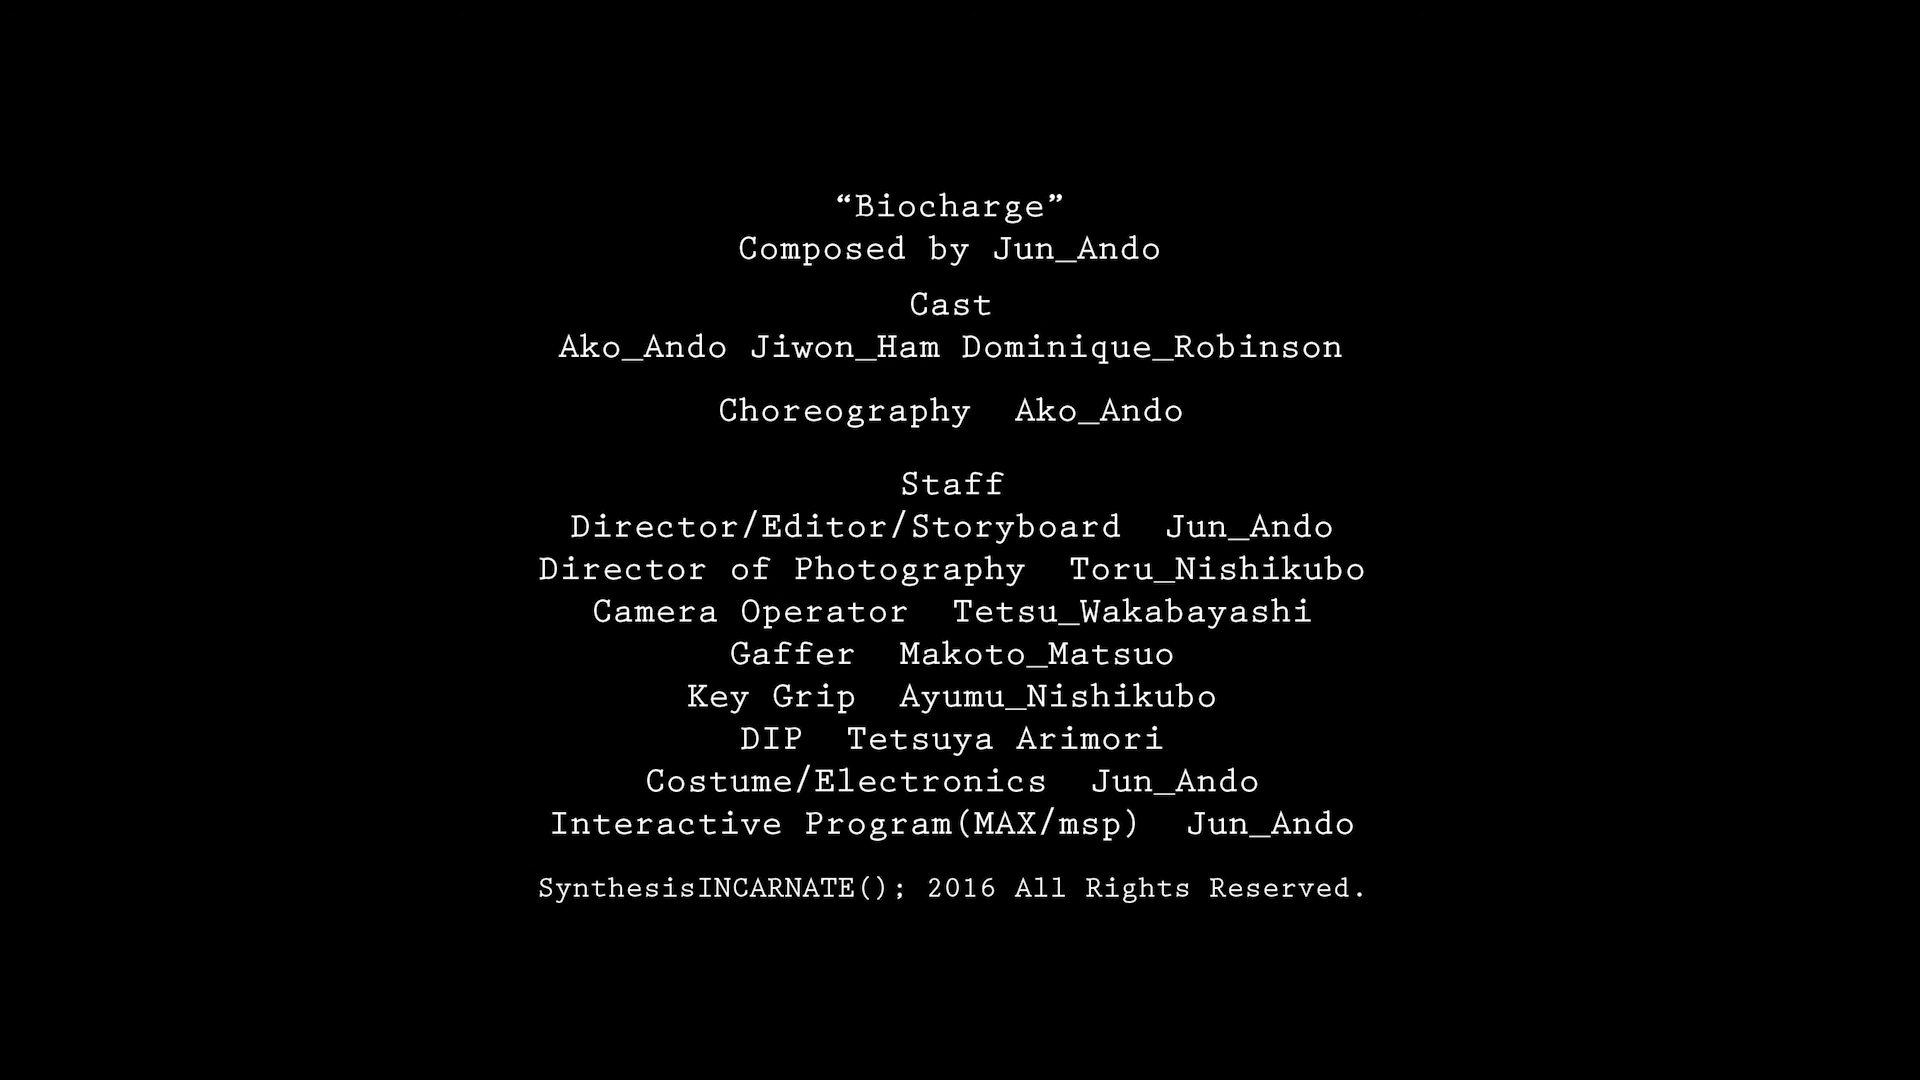 “Biocharge”
Composed by Jun_Ando
Cast
Ako_Ando Jiwon_Ham Dominique_Robinson
Choreography  Ako_Ando
Staff
Director/Editor/Storyboard  Jun_Ando
Director of Photography  Toru_Nishikubo
Camera Operator  Tetsu_Wakabayashi
Gaffer  Makoto_Matsuo
Key Grip  Ayumu_Nishikubo
DIP  Tetsuya Arimori
Costume/Electronics  Jun_Ando
Interactive Program(MAX/msp)  Jun_Ando
SynthesisINCARNATE(); 2016 All Rights Reserved.